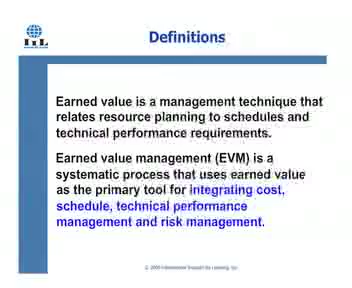 IIL
Definitions
Earned value is a management technique that
relates resource planning to schedules and
technical performance requirements.
Earned value management (EVM) is a
systematic process that uses earned value
as the primary tool for integrating cost,
schedule, technical performance
management and risk management.